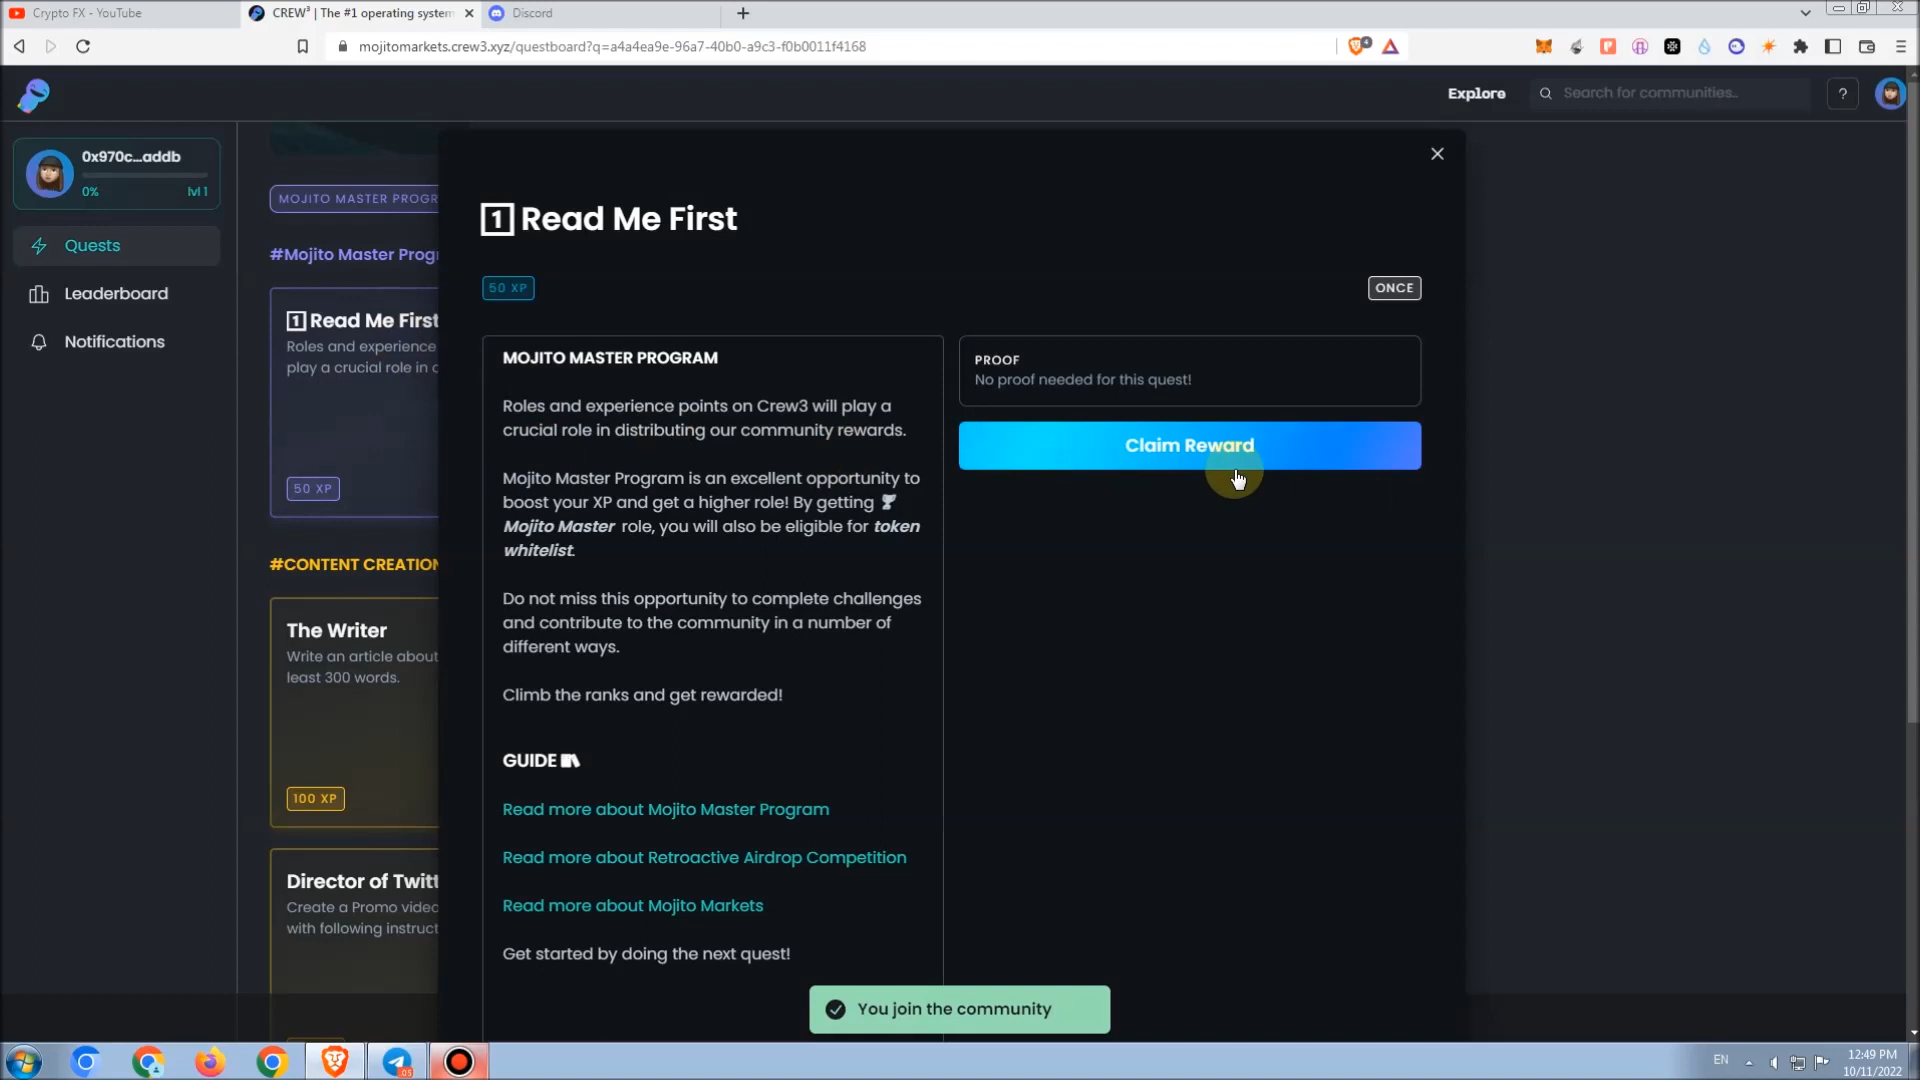 Crypto FX - YouTube
CREW³ | The #1 operating system
Discord
mojitomarkets.crew3.xyz/questboard?q=a4a4ea9e-96a7-40b0-a9c3-f0b0011f4168
4
Explore
Search for communities..
?
0x970c...addb
0%
lvl 1
Quests
Leaderboard
Notifications
MOJITO MASTER PROGR
#Mojito Master Progr
1 Read Me First
Roles and experience
play a crucial role in c
50 XP
#CONTENT CREATION
The Writer
Write an article about
least 300 words.
100 XP
Director of Twitt
Create a Promo video
with following instruct
1 Read Me First
50 XP
ONCE
MOJITO MASTER PROGRAM
Roles and experience points on Crew3 will play a
crucial role in distributing our community rewards.
Mojito Master Program is an excellent opportunity to
boost your XP and get a higher role! By getting
Mojito Master role, you will also be eligible for token
whitelist.
Do not miss this opportunity to complete challenges
and contribute to the community in a number of
different ways.
Climb the ranks and get rewarded!
GUIDE
Read more about Mojito Master Program
Read more about Retroactive Airdrop Competition
Read more about Mojito Markets
Get started by doing the next quest!
PROOF
No proof needed for this quest!
Claim Reward
You join the community
05
EN
12:49 PM
10/11/2022